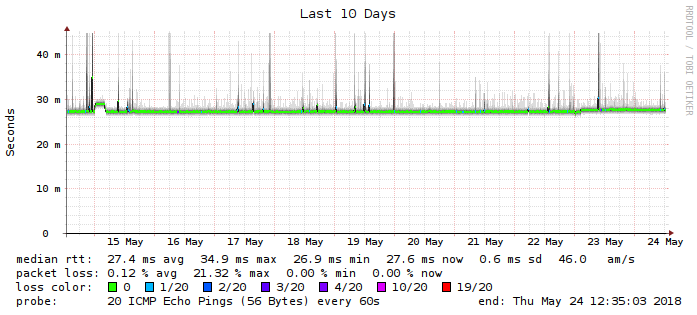 Last 10 Days
RRDTOOL / TOBI OETIKER
Seconds
40 m
30 m
20 m
10 m
0
15 May 16 May 17 May 18 May 19 May 20 May 21 May 22 May 23 May 24 May
median rtt: 27.4 ms avg 34.9 ms max 26.9 ms min 27.6 ms now 0.6 ms sd 46.0 am/s
packet loss: 0.12 % avg 21.32 % max 0.00 % min 0.00 % now
loss color: 0 1/20 2/20 3/20 4/20 10/20 19/20
probe: 20 ICMP Echo Pings (56 Bytes) every 60s end: Thu May 24 12:35:03 2018